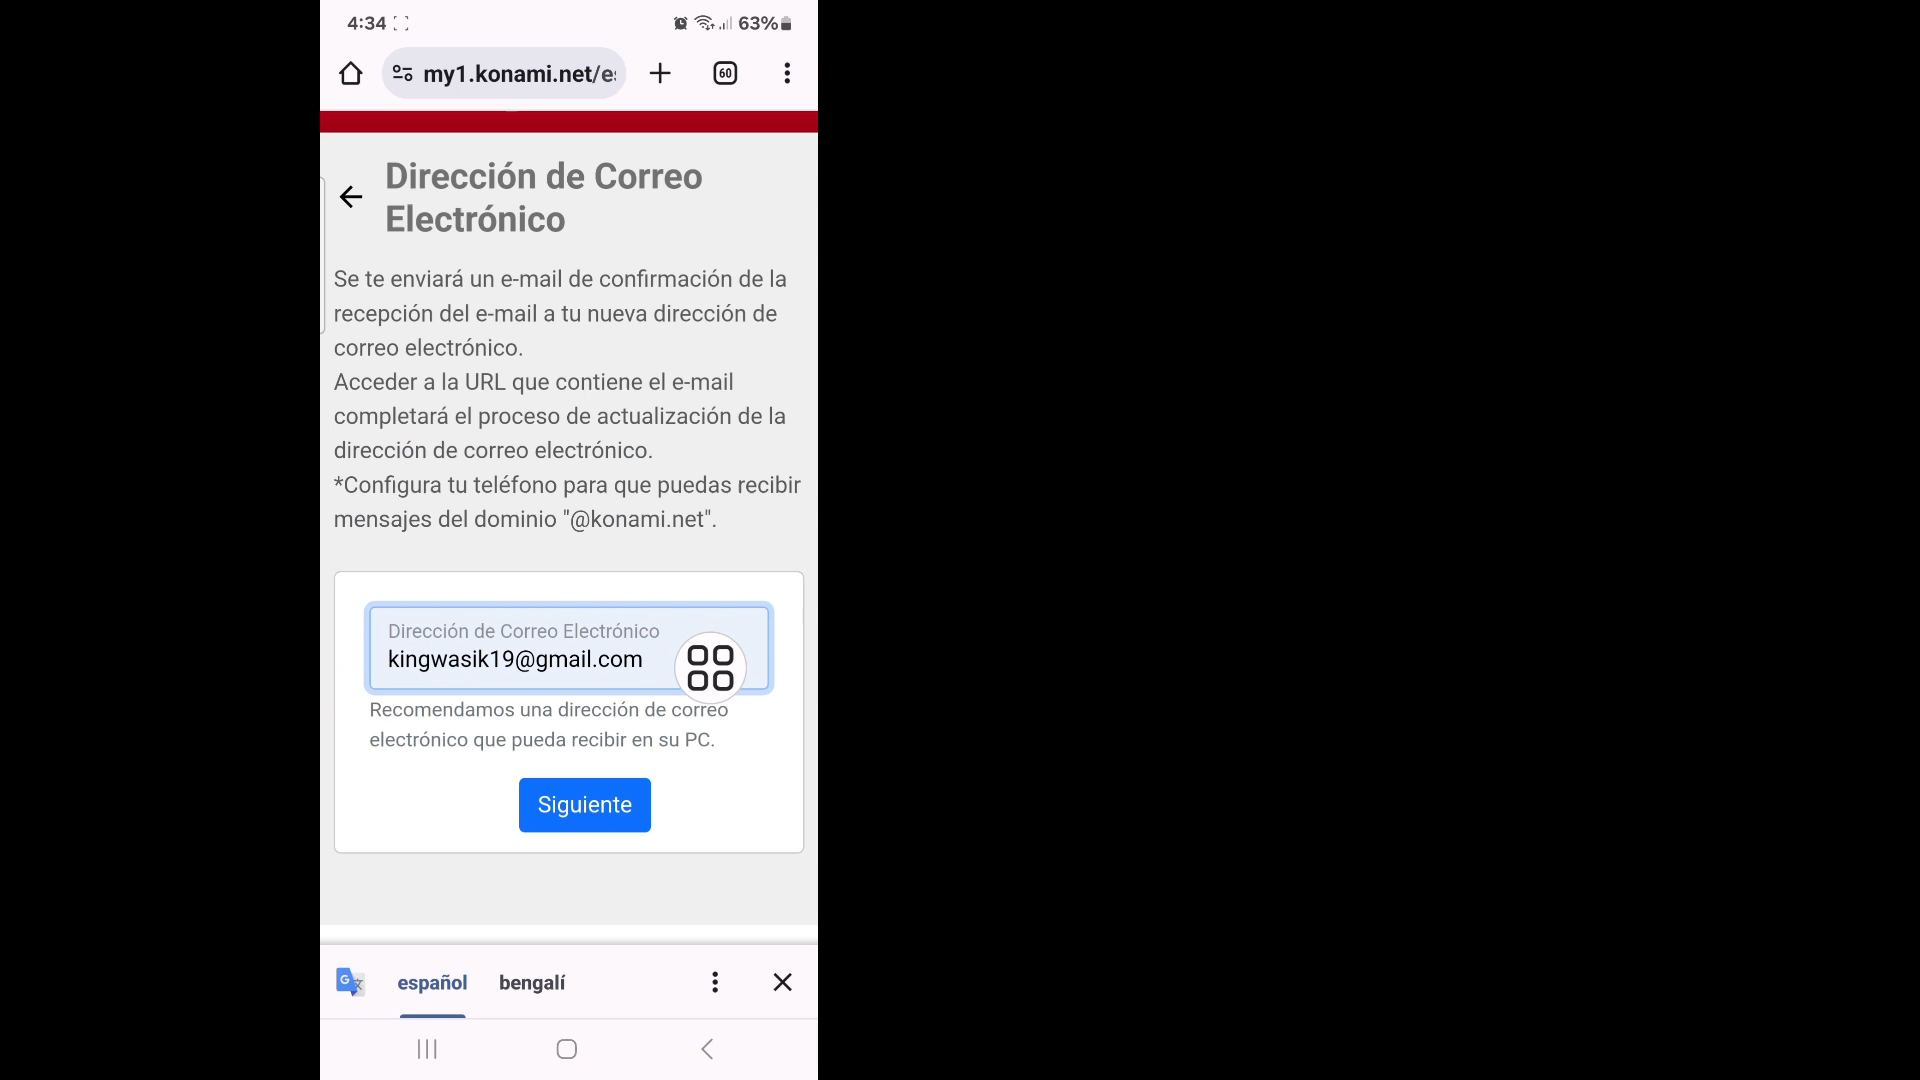 4:34
63%
my1.konami.net/es
60
Dirección de Correo
Electrónico
Se te enviará un e-mail de confirmación de la
recepción del e-mail a tu nueva dirección de
correo electrónico.
Acceder a la URL que contiene el e-mail
completará el proceso de actualización de la
dirección de correo electrónico.
*Configura tu teléfono para que puedas recibir
mensajes del dominio "@konami.net".
Dirección de Correo Electrónico
kingwasik19@gmail.com
Recomendamos una dirección de correo
electrónico que pueda recibir en su PC.
Siguiente
español bengalí